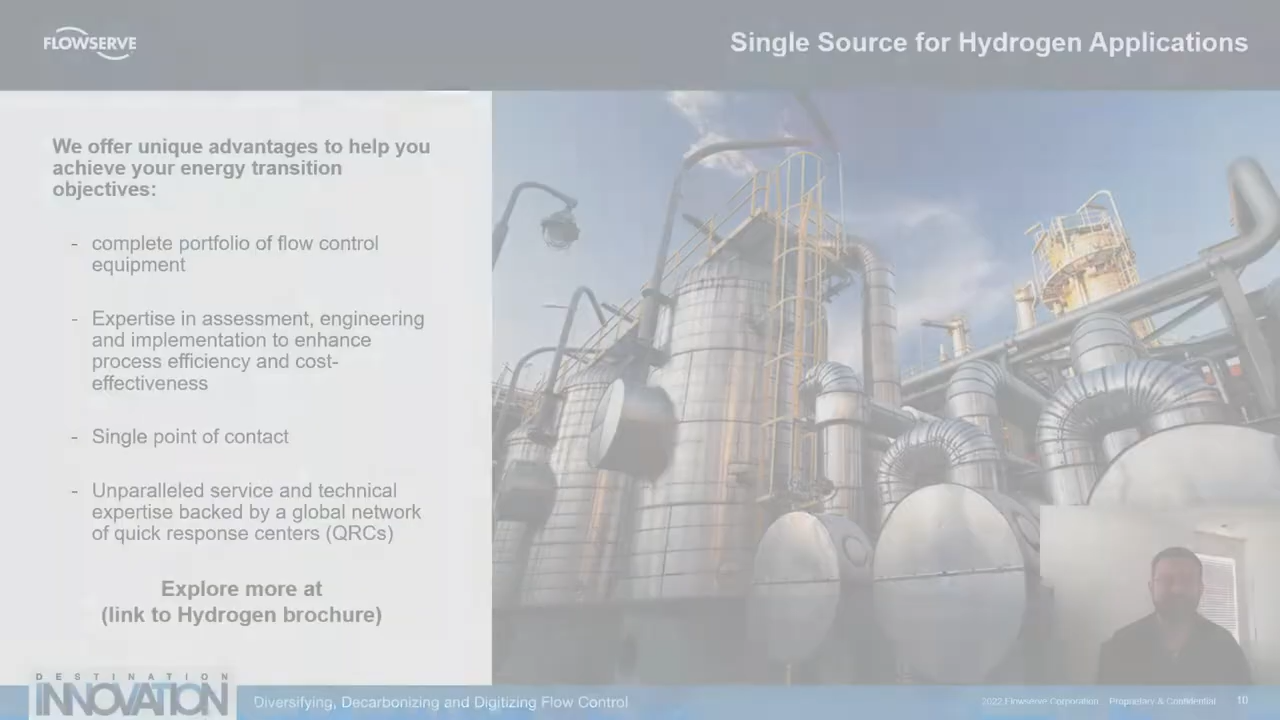 FLOWSERVE
Single Source for Hydrogen Applications
We offer unique advantages to help you
achieve your energy transition
objectives:
- complete portfolio of flow control
equipment
- Expertise in assessment, engineering
and implementation to enhance
process efficiency and cost-
effectiveness
- Single point of contact
- Unparalleled service and technical
expertise backed by a global network
of quick response centers (QRCs)
Explore more at
(link to Hydrogen brochure)
DESTINATION
INNOVATION
Diversifying, Decarbonizing and Digitizing Flow Control
2022 Flowserve Corporation Proprietary & Confidential 10